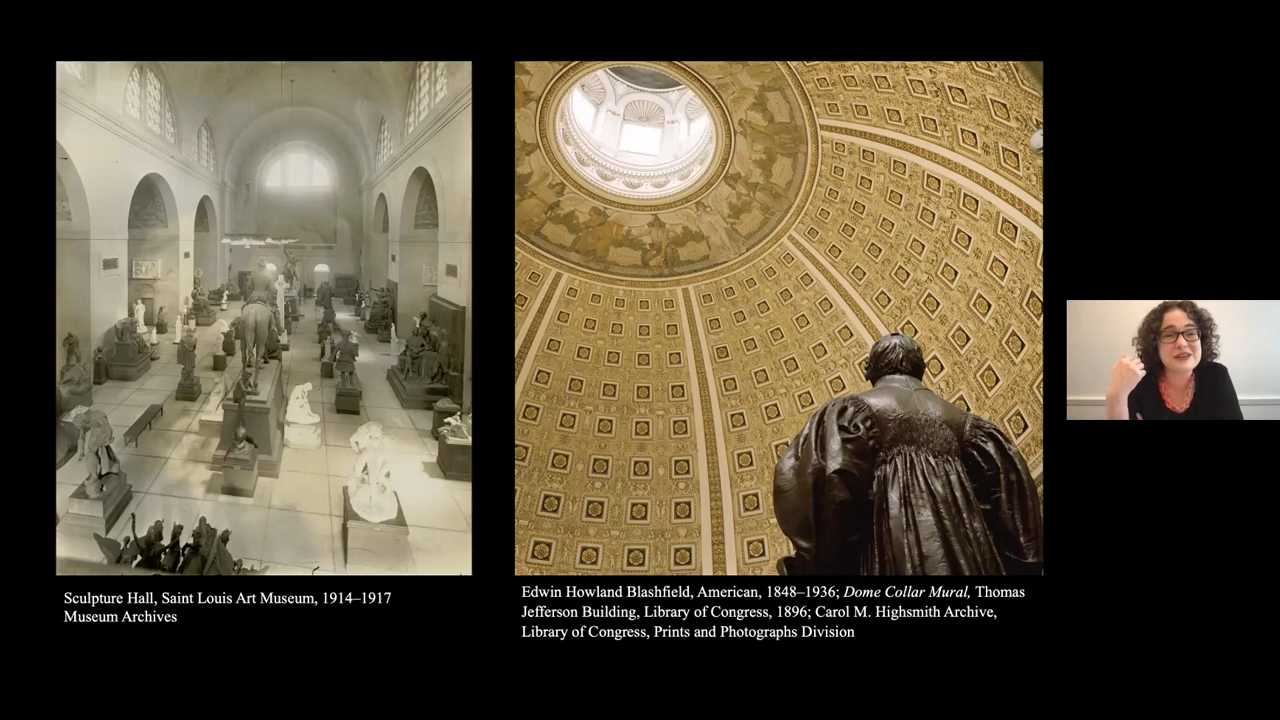 Sculpture Hall, Saint Louis Art Museum, 1914–1917
Museum Archives
Edwin Howland Blashfield, American, 1848–1936; Dome Collar Mural, Thomas
Jefferson Building, Library of Congress, 1896; Carol M. Highsmith Archive,
Library of Congress, Prints and Photographs Division